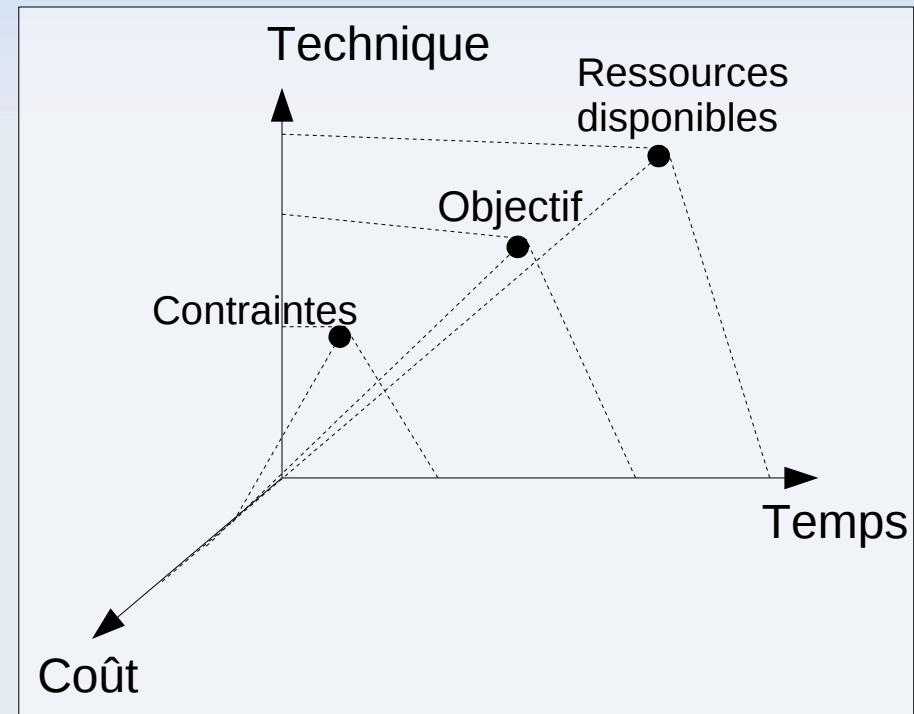 Technique
Ressources
disponibles
Objectif
Contraintes
Temps
Coût